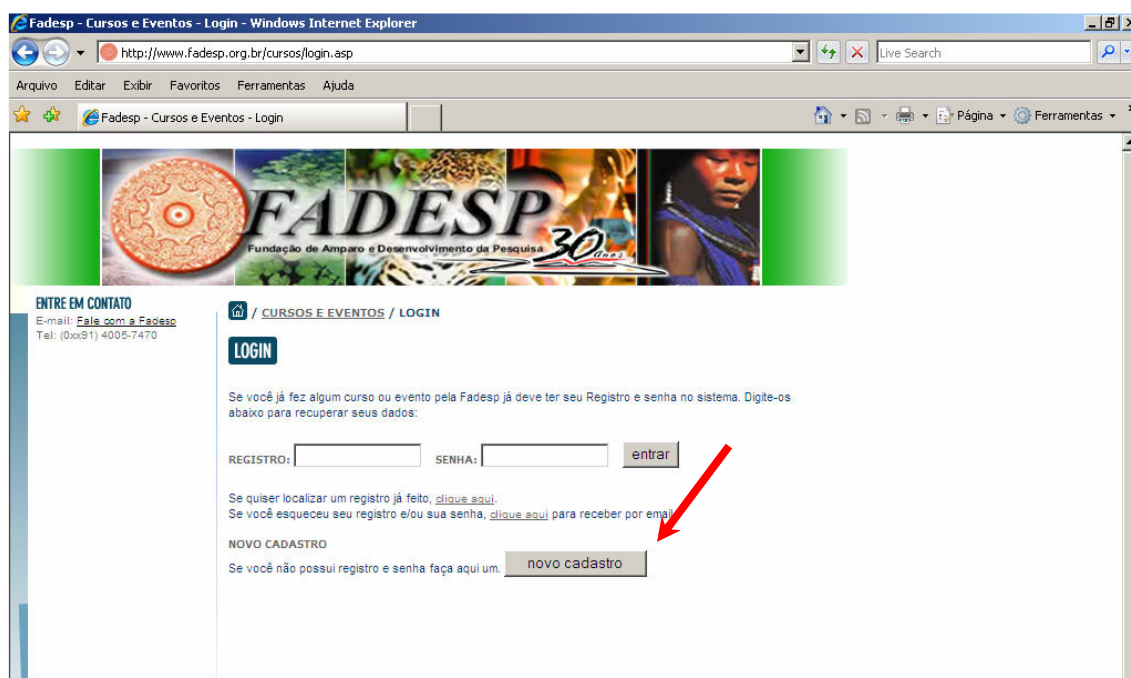 Fadesp - Cursos e Eventos - Login - Windows Internet Explorer
http://www.fadesp.org.br/cursos/login.asp
Live Search
Arquivo Editar Exibir Favoritos Ferramentas Ajuda
Fadesp - Cursos e Eventos - Login
Página
Ferramentas
FADESP
Fundação de Amparo e Desenvolvimento da Pesquisa
30 anos
ENTRE EM CONTATO
E-mail: Fale com a Fadesp
Tel: (0xx91) 4005-7470
/ CURSOS E EVENTOS / LOGIN
LOGIN
Se você já fez algum curso ou evento pela Fadesp já deve ter seu Registro e senha no sistema. Digite-os
abaixo para recuperar seus dados:
REGISTRO: SENHA: entrar
Se quiser localizar um registro já feito, clique aqui.
Se você esqueceu seu registro e/ou sua senha, clique aqui para receber por email
NOVO CADASTRO
Se você não possui registro e senha faça aqui um. novo cadastro